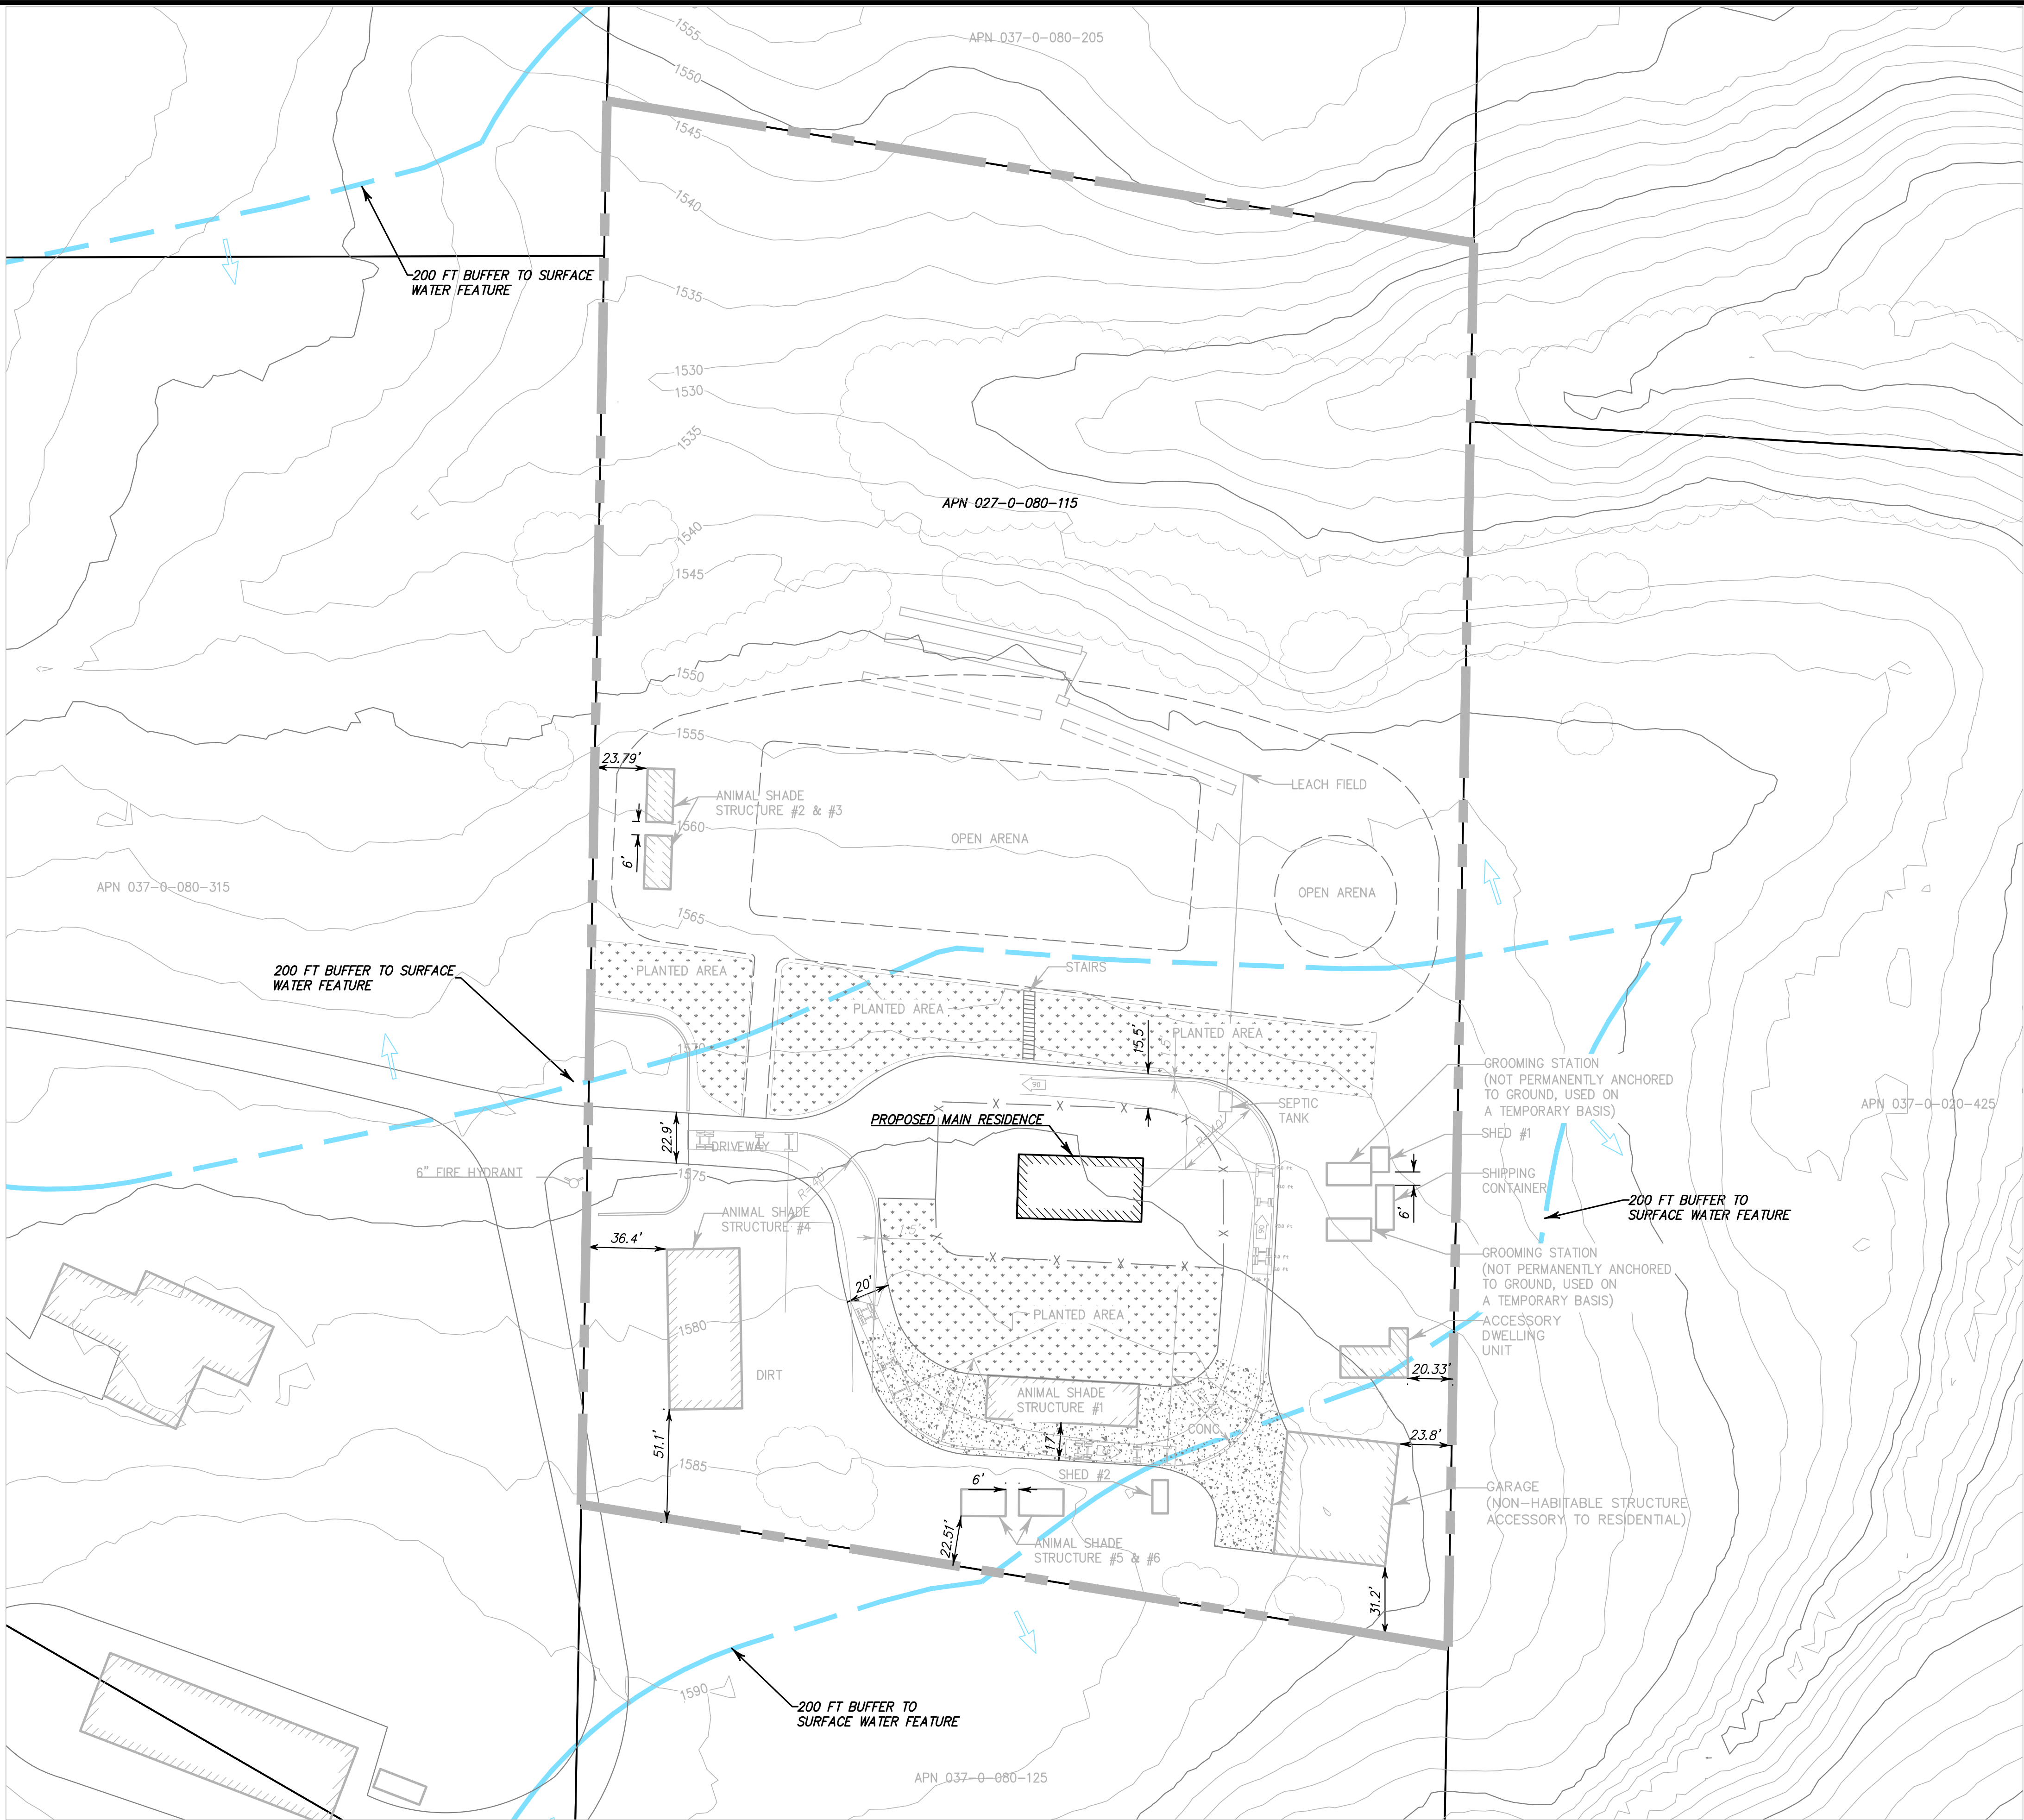 1555
APN 037-0-080-205
1550
1545
1540
200 FT BUFFER TO SURFACE
WATER FEATURE
1535
1530
1530
1535
APN 027-0-080-115
1540
1545
1550
1555
23.79'
ANIMAL SHADE
STRUCTURE #2 & #3
LEACH FIELD
1560
6'
OPEN ARENA
OPEN ARENA
APN 037-0-080-315
1565
200 FT BUFFER TO SURFACE
WATER FEATURE
PLANTED AREA
STAIRS
PLANTED AREA
PLANTED AREA
15.5'
1570
GROOMING STATION
(NOT PERMANENTLY ANCHORED
TO GROUND, USED ON
A TEMPORARY BASIS)
APN 037-0-020-425
90
SEPTIC
TANK
PROPOSED MAIN RESIDENCE
R=40'
SHED #1
22.9'
DRIVEWAY
6" FIRE HYDRANT
1575
R=40'
SHIPPING
CONTAINER
6'
200 FT BUFFER TO
SURFACE WATER FEATURE
ANIMAL SHADE
STRUCTURE #4
36.4'
1.5'
90
GROOMING STATION
(NOT PERMANENTLY ANCHORED
TO GROUND, USED ON
A TEMPORARY BASIS)
20'
PLANTED AREA
1580
ACCESSORY
DWELLING
UNIT
20.33'
DIRT
ANIMAL SHADE
STRUCTURE #1
CONC.
51.1'
17'
23.8'
1585
SHED #2
6'
GARAGE
(NON-HABITABLE STRUCTURE
ACCESSORY TO RESIDENTIAL)
22.51'
ANIMAL SHADE
STRUCTURE #5 & #6
31.2'
1590
200 FT BUFFER TO
SURFACE WATER FEATURE
APN 037-0-080-125